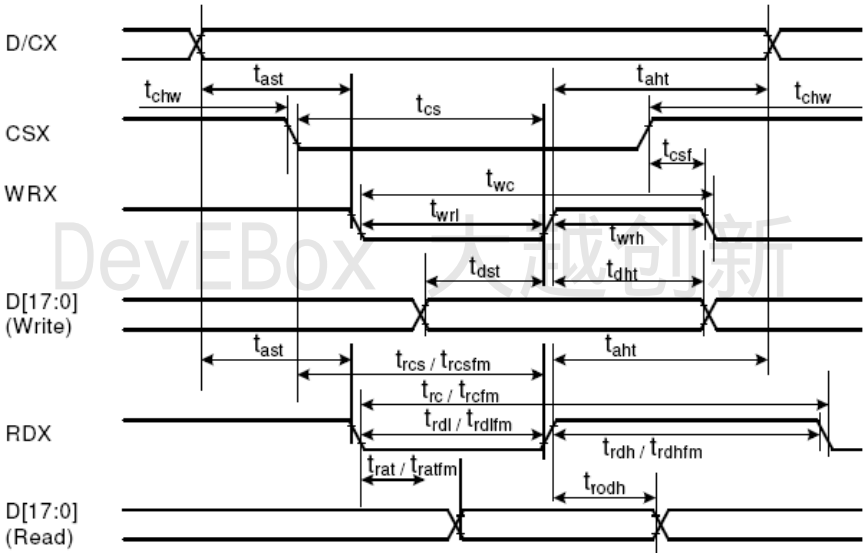 D/CX
tast
taht
tchw
tcs
tchw
CSX
tcsf
WRX
twc
twrl
twrh
DevEBox 大越创新
tdst
tdht
D[17:0]
(Write)
tast
trcs / trcsfm
taht
trc / trcfm
RDX
trdl / trdlfm
trdh / trdhfm
trat / tratfm
trodh
D[17:0]
(Read)